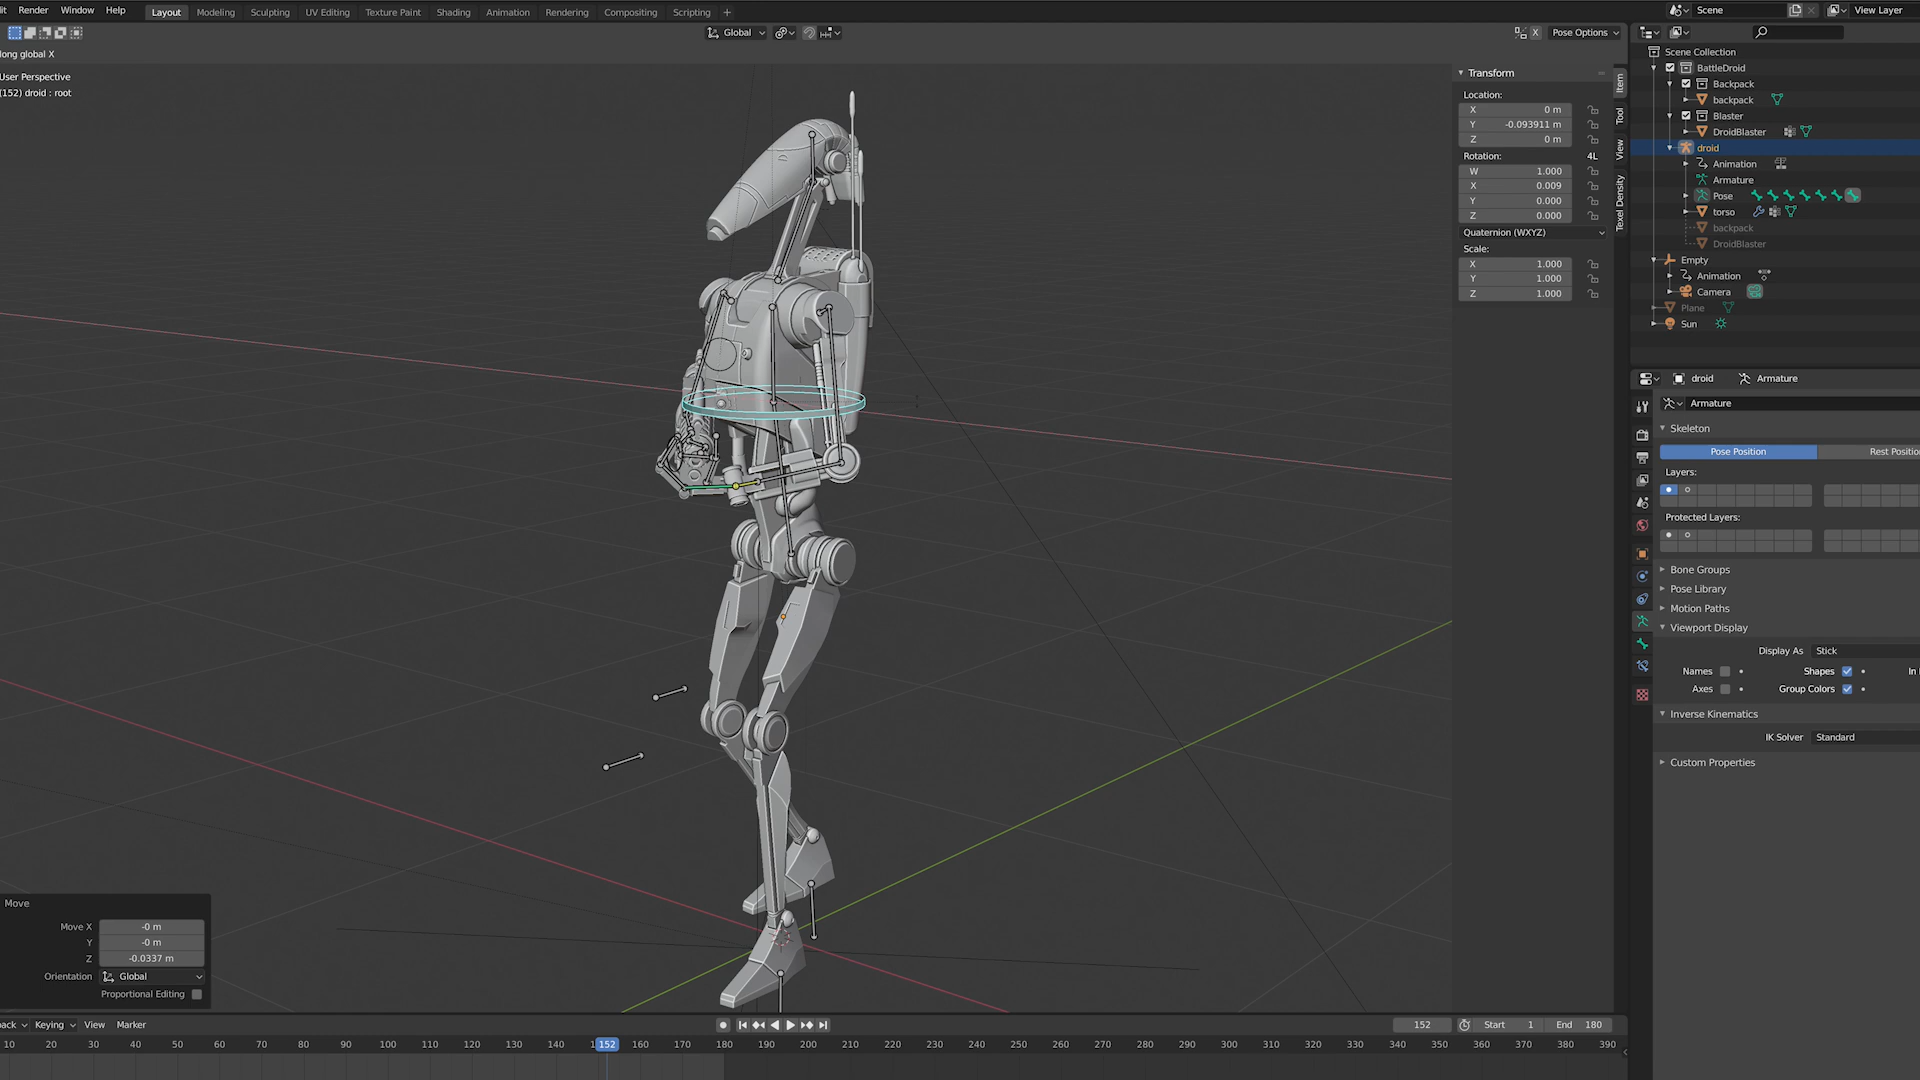 Render Window Help
Layout Modeling Sculpting UV Editing Texture Paint Shading Animation Rendering Compositing Scripting +
Scene
View Layer
Global
X
Pose Options
long global X
User Perspective
(152) droid : root
Transform
Location:
X 0 m
Y -0.093911 m
Z 0 m
Rotation: 4L
W 1.000
X 0.009
Y 0.000
Z 0.000
Quaternion (WXYZ)
Scale:
X 1.000
Y 1.000
Z 1.000
Item
Tool
View
Texel Density
Scene Collection
BattleDroid
Backpack
backpack
Blaster
DroidBlaster
droid
Animation
Armature
Pose
torso
backpack
DroidBlaster
Empty
Animation
Camera
Plane
Sun
droid Armature
Armature
Skeleton
Pose Position Rest Positio
Layers:
Protected Layers:
Bone Groups
Pose Library
Motion Paths
Viewport Display
Display As Stick
Names Shapes In
Axes Group Colors
Inverse Kinematics
IK Solver Standard
Custom Properties
Move
Move X -0 m
Y -0 m
Z -0.0337 m
Orientation Global
Proportional Editing
back Keying View Marker
152 Start 1 End 180
10 20 30 40 50 60 70 80 90 100 110 120 130 140 152 160 170 180 190 200 210 220 230 240 250 260 270 280 290 300 310 320 330 340 350 360 370 380 390